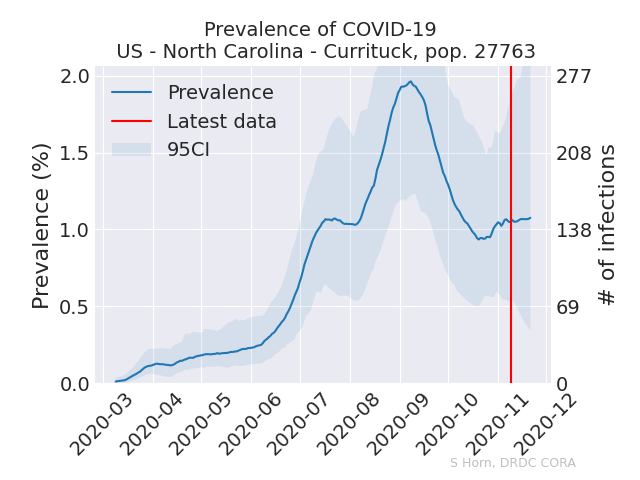 Prevalence of COVID-19
US - North Carolina - Currituck, pop. 27763
Prevalence
Latest data
95CI
Prevalence (%)
2.0
1.5
1.0
0.5
0.0
277
208
138
69
0
# of infections
2020-03
2020-04
2020-05
2020-06
2020-07
2020-08
2020-09
2020-10
2020-11
2020-12
S Horn, DRDC CORA